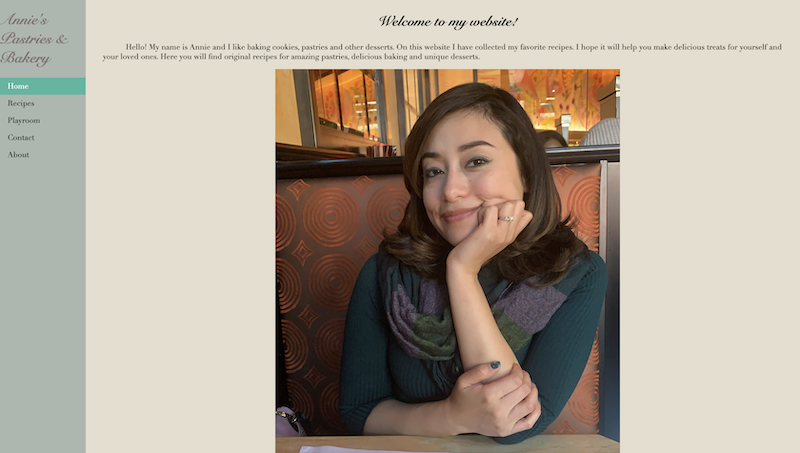 Annie's
Pastries &
Bakery
Home
Recipes
Playroom
Contact
About
Welcome to my website!
Hello! My name is Annie and I like baking cookies, pastries and other desserts. On this website I have collected my favorite recipes. I hope it will help you make delicious treats for yourself and
your loved ones. Here you will find original recipes for amazing pastries, delicious baking and unique desserts.